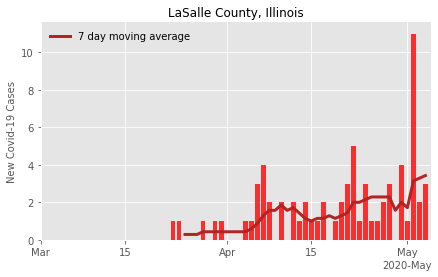 LaSalle County, Illinois
7 day moving average
New Covid-19 Cases
10
8
6
4
2
0
Mar
15
Apr
15
May
2020-May